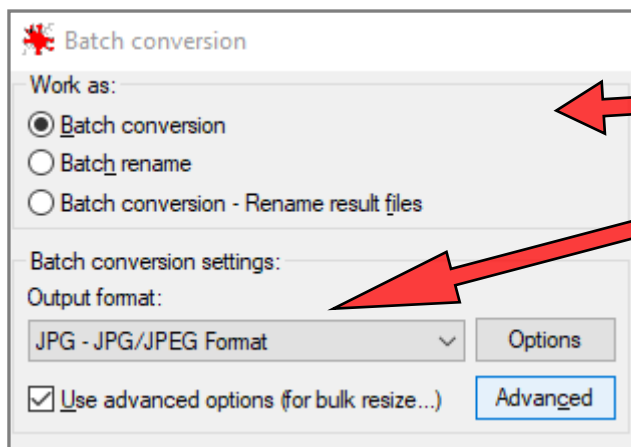 Batch conversion
Work as:
Batch conversion
Batch rename
Batch conversion - Rename result files
Batch conversion settings:
Output format:
JPG - JPG/JPEG Format
Options
Use advanced options (for bulk resize...)
Advanced